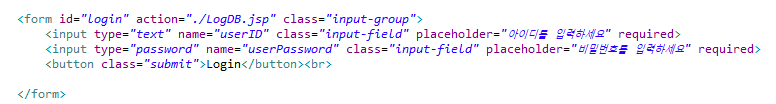 <form id="login" action="./LogDB.jsp" class="input-group">
<input type="text" name="userID" class="input-field" placeholder="아이디를 입력하세요" required>
<input type="password" name="userPassword" class="input-field" placeholder="비밀번호를 입력하세요" required>
<button class="submit">Login</button><br>
</form>